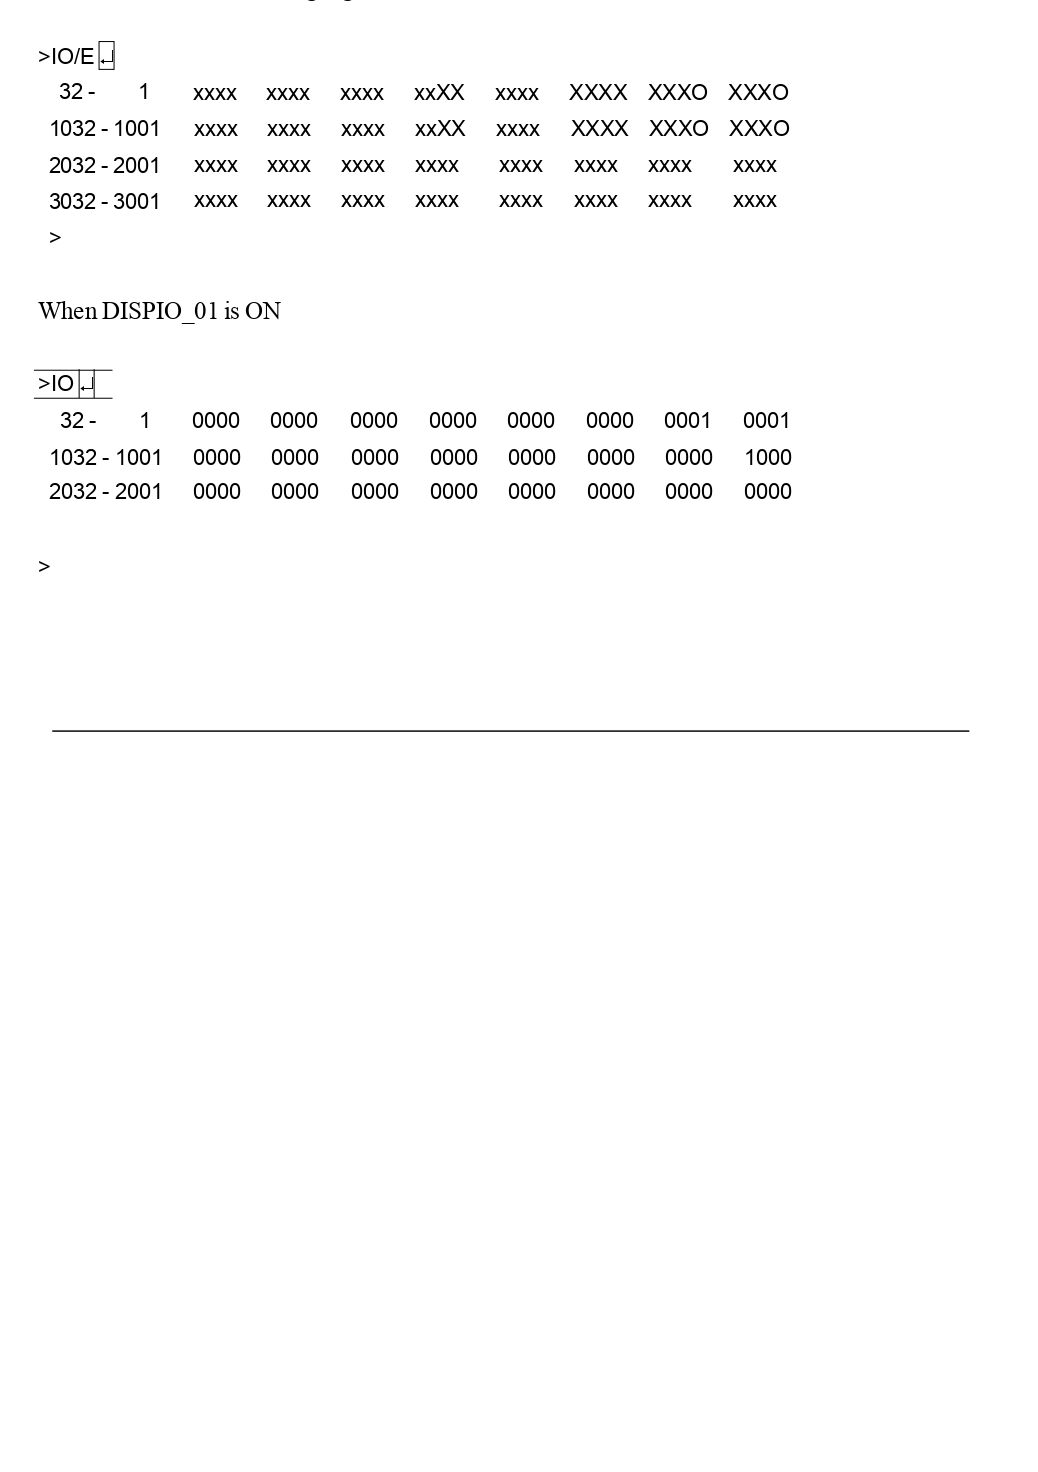 >IO/E↵
32 - 1 xxxx xxxx xxxx xxXX xxxx XXXX XXXO XXXO
1032 - 1001 xxxx xxxx xxxx xxXX xxxx XXXX XXXO XXXO
2032 - 2001 xxxx xxxx xxxx xxxx xxxx xxxx xxxx xxxx
3032 - 3001 xxxx xxxx xxxx xxxx xxxx xxxx xxxx xxxx
>
When DISPIO_01 is ON
>IO↵
32 - 1 0000 0000 0000 0000 0000 0000 0001 0001
1032 - 1001 0000 0000 0000 0000 0000 0000 0000 1000
2032 - 2001 0000 0000 0000 0000 0000 0000 0000 0000
>